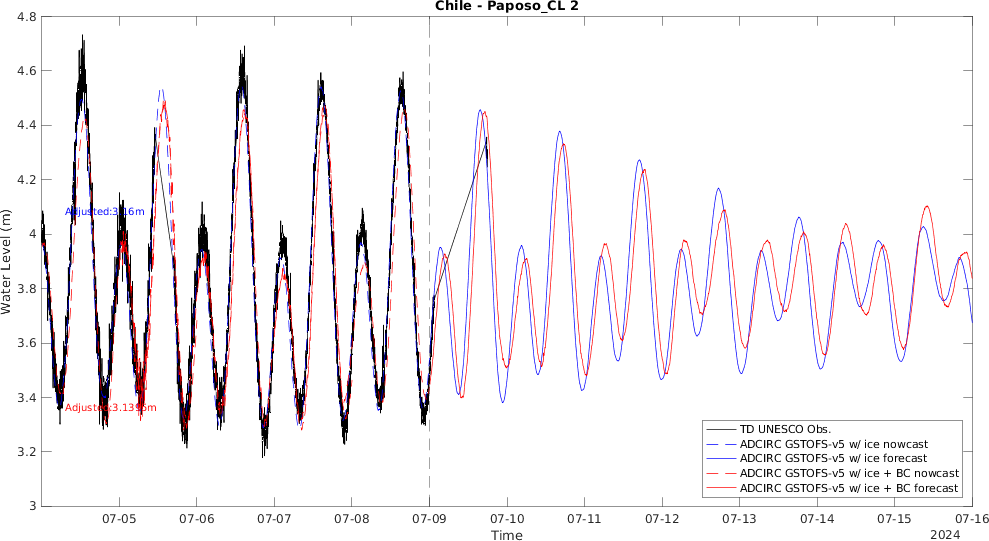 Chile - Paposo_CL 2
4.8
4.6
4.4
4.2
4
3.8
3.6
3.4
3.2
3
Water Level (m)
Adjusted:3.16m
Adjusted:3.1396m
07-05
07-06
07-07
07-08
07-09
07-10
07-11
07-12
07-13
07-14
07-15
07-16
Time
2024
TD UNESCO Obs.
ADCIRC GSTOFS-v5 w/ ice nowcast
ADCIRC GSTOFS-v5 w/ ice forecast
ADCIRC GSTOFS-v5 w/ ice + BC nowcast
ADCIRC GSTOFS-v5 w/ ice + BC forecast